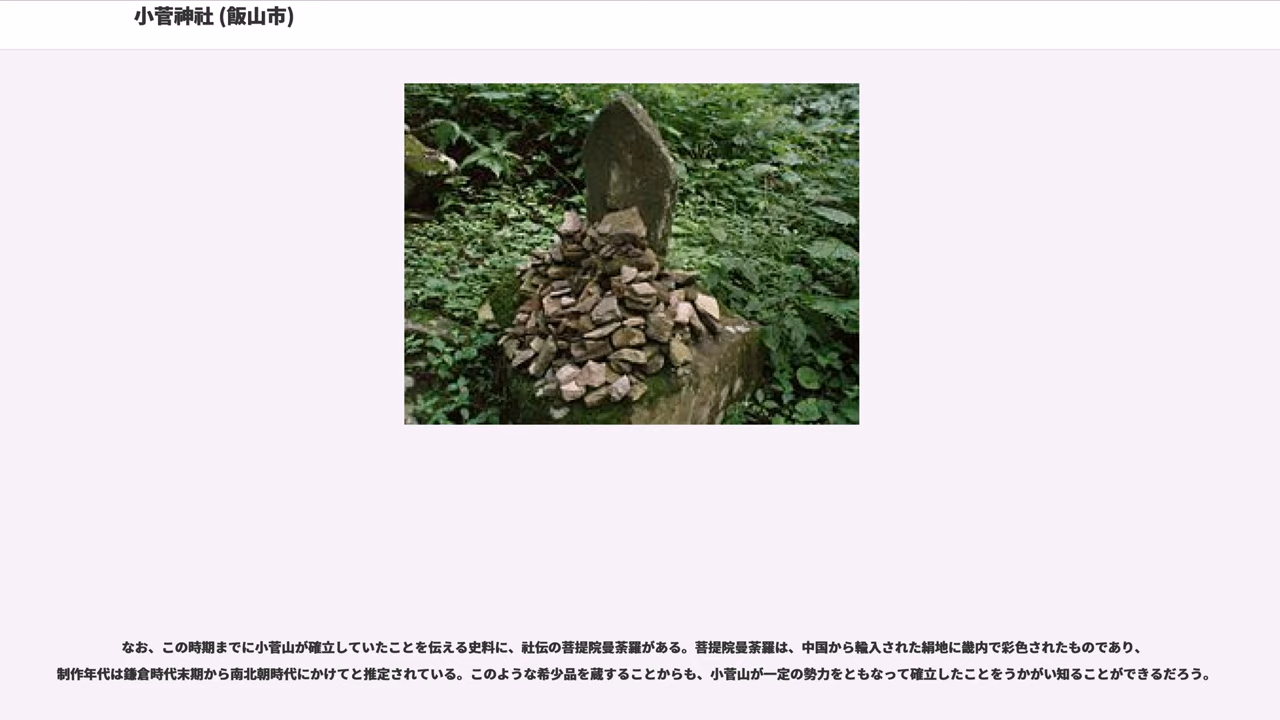 小菅神社 (飯山市)
なお、この時期までに小菅山が確立していたことを伝える史料に、社伝の菩提院曼荼羅がある。菩提院曼荼羅は、中国から輸入された絹地に畿内で彩色されたものであり、
制作年代は鎌倉時代末期から南北朝時代にかけてと推定されている。このような希少品を蔵することからも、小菅山が一定の勢力をともなって確立したことをうかがい知ることができるだろう。